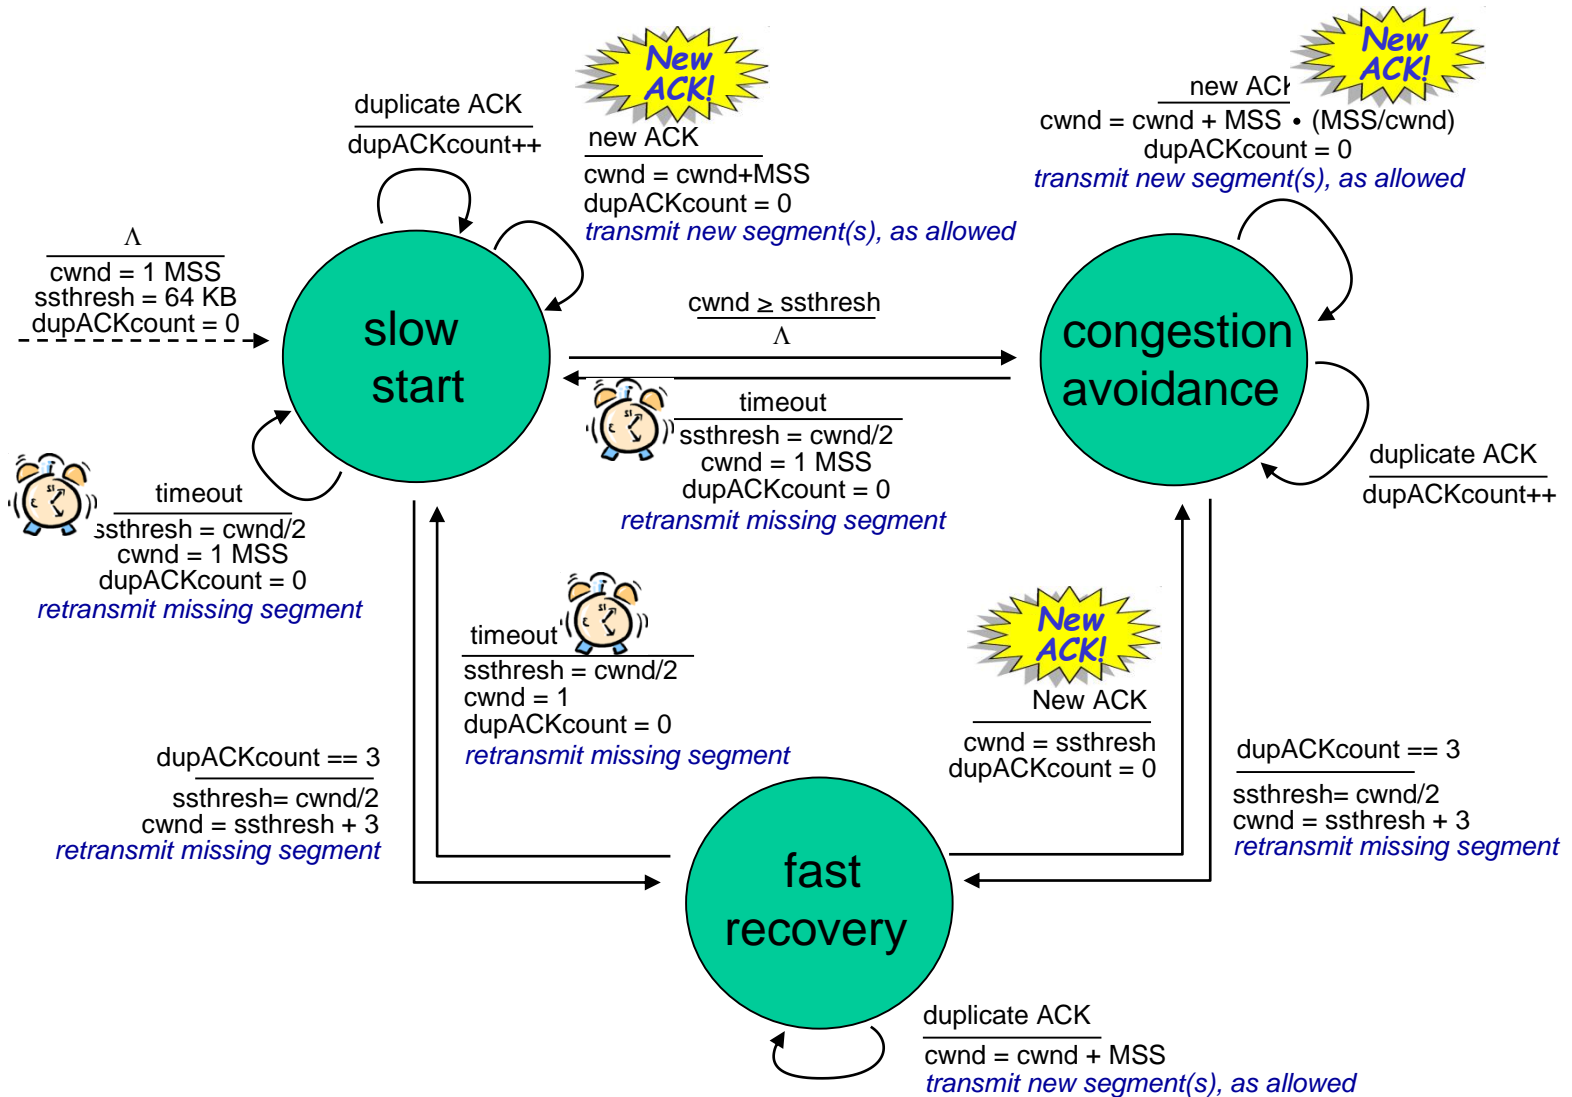 New
ACK!
duplicate ACK
dupACKcount++
new ACK
cwnd = cwnd+MSS
dupACKcount = 0
transmit new segment(s), as allowed
New
ACK!
new ACK
cwnd = cwnd + MSS • (MSS/cwnd)
dupACKcount = 0
transmit new segment(s), as allowed
Λ
cwnd = 1 MSS
ssthresh = 64 KB
dupACKcount = 0
slow
start
cwnd ≥ ssthresh
Λ
congestion
avoidance
timeout
ssthresh = cwnd/2
cwnd = 1 MSS
dupACKcount = 0
retransmit missing segment
duplicate ACK
dupACKcount++
timeout
ssthresh = cwnd/2
cwnd = 1 MSS
dupACKcount = 0
retransmit missing segment
timeout
ssthresh = cwnd/2
cwnd = 1
dupACKcount = 0
retransmit missing segment
New
ACK!
New ACK
cwnd = ssthresh
dupACKcount = 0
dupACKcount == 3
ssthresh= cwnd/2
cwnd = ssthresh + 3
retransmit missing segment
dupACKcount == 3
ssthresh= cwnd/2
cwnd = ssthresh + 3
retransmit missing segment
fast
recovery
duplicate ACK
cwnd = cwnd + MSS
transmit new segment(s), as allowed